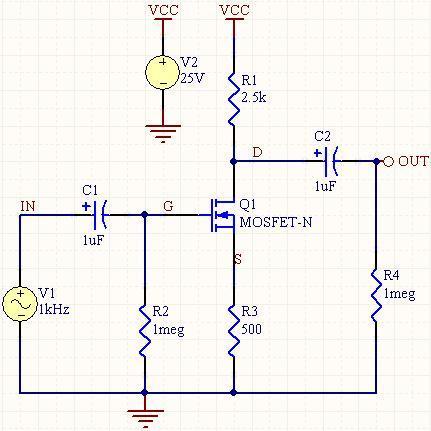 VCC
VCC
V2
25V
R1
2.5k
D
C2
1uF
OUT
IN
C1
1uF
G
Q1
MOSFET-N
S
V1
1kHz
R2
1meg
R3
500
R4
1meg